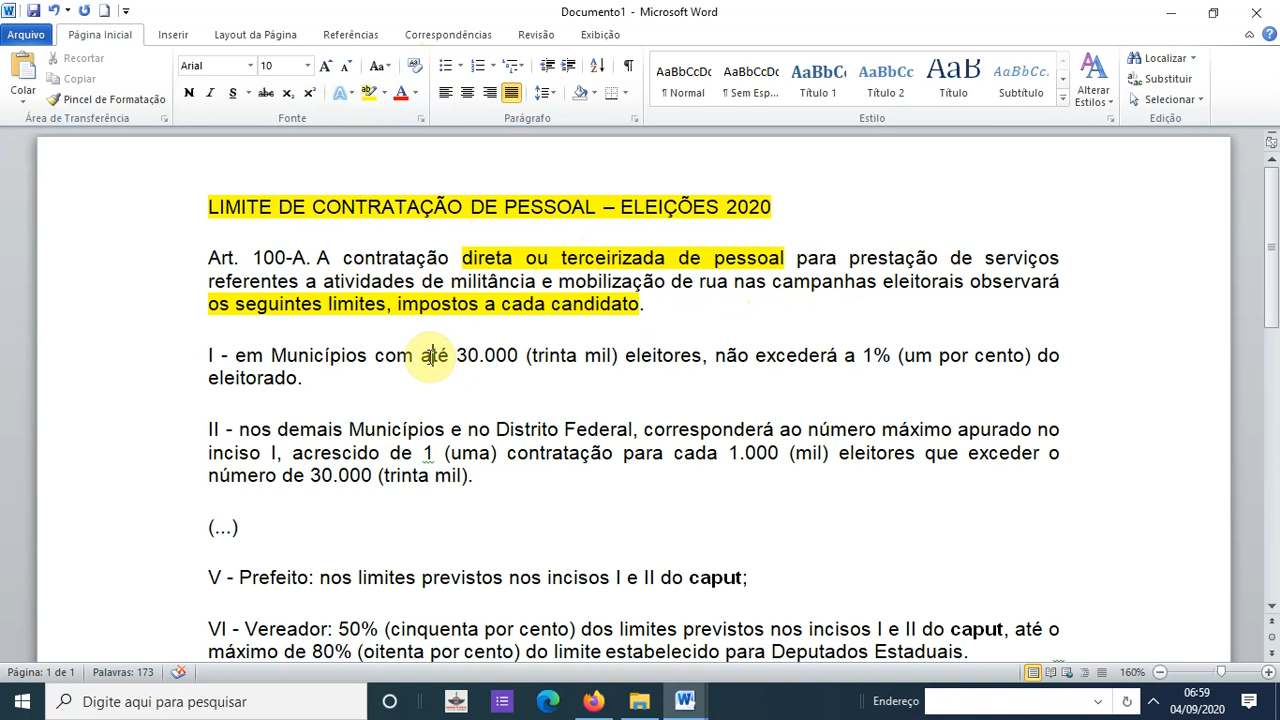 Documento1 - Microsoft Word
Arquivo Página Inicial Inserir Layout da Página Referências Correspondências Revisão Exibição
Colar
Recortar
Copiar
Pincel de Formatação
Área de Transferência
Arial 10
N I S abc x₂ x²
Fonte
Parágrafo
AaBbCcDc AaBbCcDc AaBbC AaBbCc AaB AaBbCc.
¶ Normal ¶ Sem Esp... Título 1 Título 2 Título Subtítulo
Alterar Estilos
Estilo
Localizar
Substituir
Selecionar
Edição
LIMITE DE CONTRATAÇÃO DE PESSOAL – ELEIÇÕES 2020
Art. 100-A. A contratação direta ou terceirizada de pessoal para prestação de serviços
referentes a atividades de militância e mobilização de rua nas campanhas eleitorais observará
os seguintes limites, impostos a cada candidato.
I - em Municípios com até 30.000 (trinta mil) eleitores, não excederá a 1% (um por cento) do
eleitorado.
II - nos demais Municípios e no Distrito Federal, corresponderá ao número máximo apurado no
inciso I, acrescido de 1 (uma) contratação para cada 1.000 (mil) eleitores que exceder o
número de 30.000 (trinta mil).
(...)
V - Prefeito: nos limites previstos nos incisos I e II do caput;
VI - Vereador: 50% (cinquenta por cento) dos limites previstos nos incisos I e II do caput, até o
máximo de 80% (oitenta por cento) do limite estabelecido para Deputados Estaduais.
Página: 1 de 1 Palavras: 173 160%
Digite aqui para pesquisar
Endereço
06:59
04/09/2020